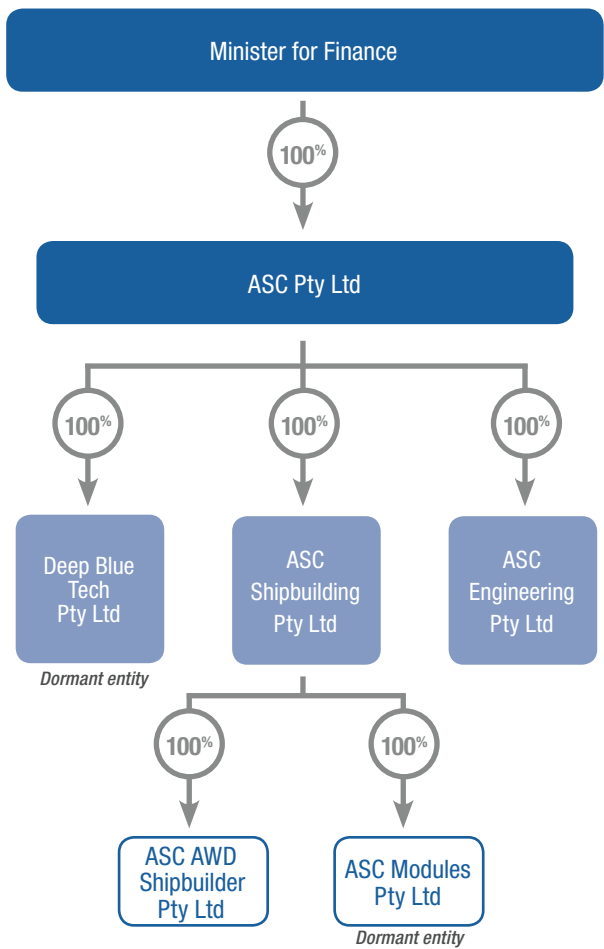 Minister for Finance
100%
ASC Pty Ltd
100%
100%
100%
Deep Blue
Tech
Pty Ltd
ASC
Shipbuilding
Pty Ltd
ASC
Engineering
Pty Ltd
Dormant entity
100%
100%
ASC AWD
Shipbuilder
Pty Ltd
ASC Modules
Pty Ltd
Dormant entity